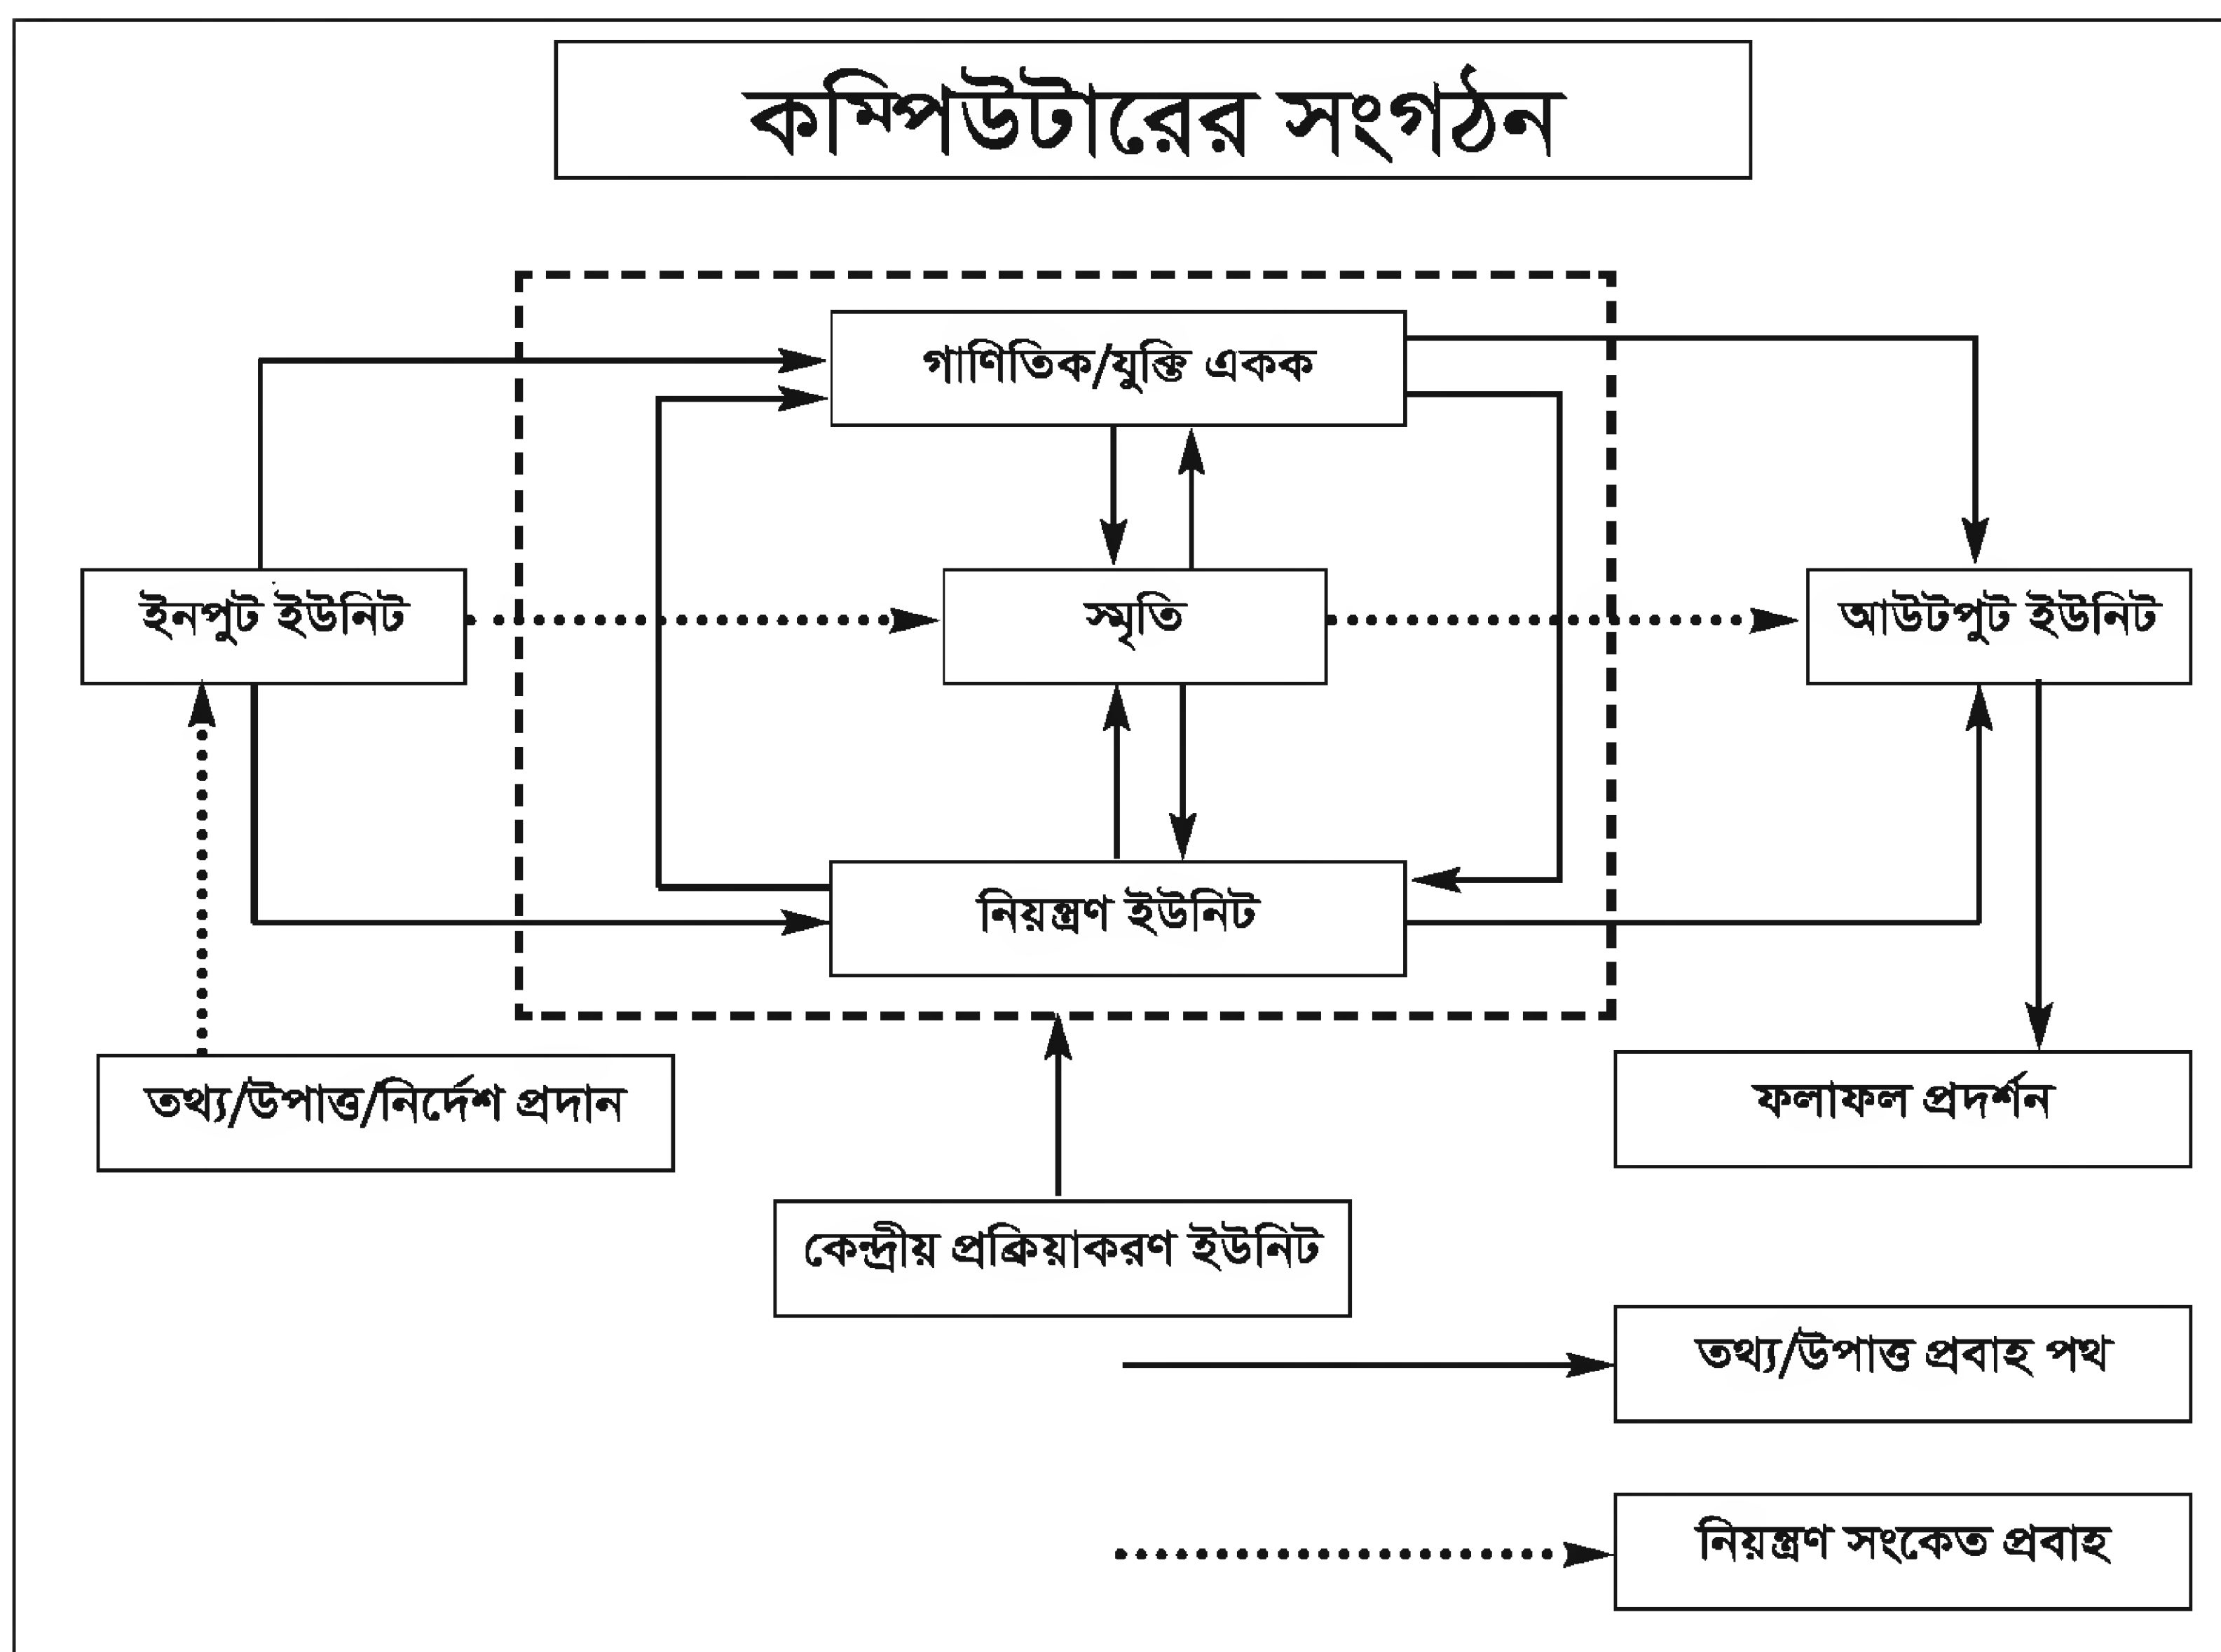 কম্পিউটারের সংগঠন
গাণিতিক/যুক্তি একক
ইনপুট ইউনিট
স্মৃতি
আউটপুট ইউনিট
নিয়ন্ত্রণ ইউনিট
তথ্য/উপাত্ত/নির্দেশ প্রদান
ফলাফল প্রদর্শন
কেন্দ্রীয় প্রক্রিয়াকরণ ইউনিট
তথ্য/উপাত্ত প্রবাহ পথ
নিয়ন্ত্রণ সংকেত প্রবাহ